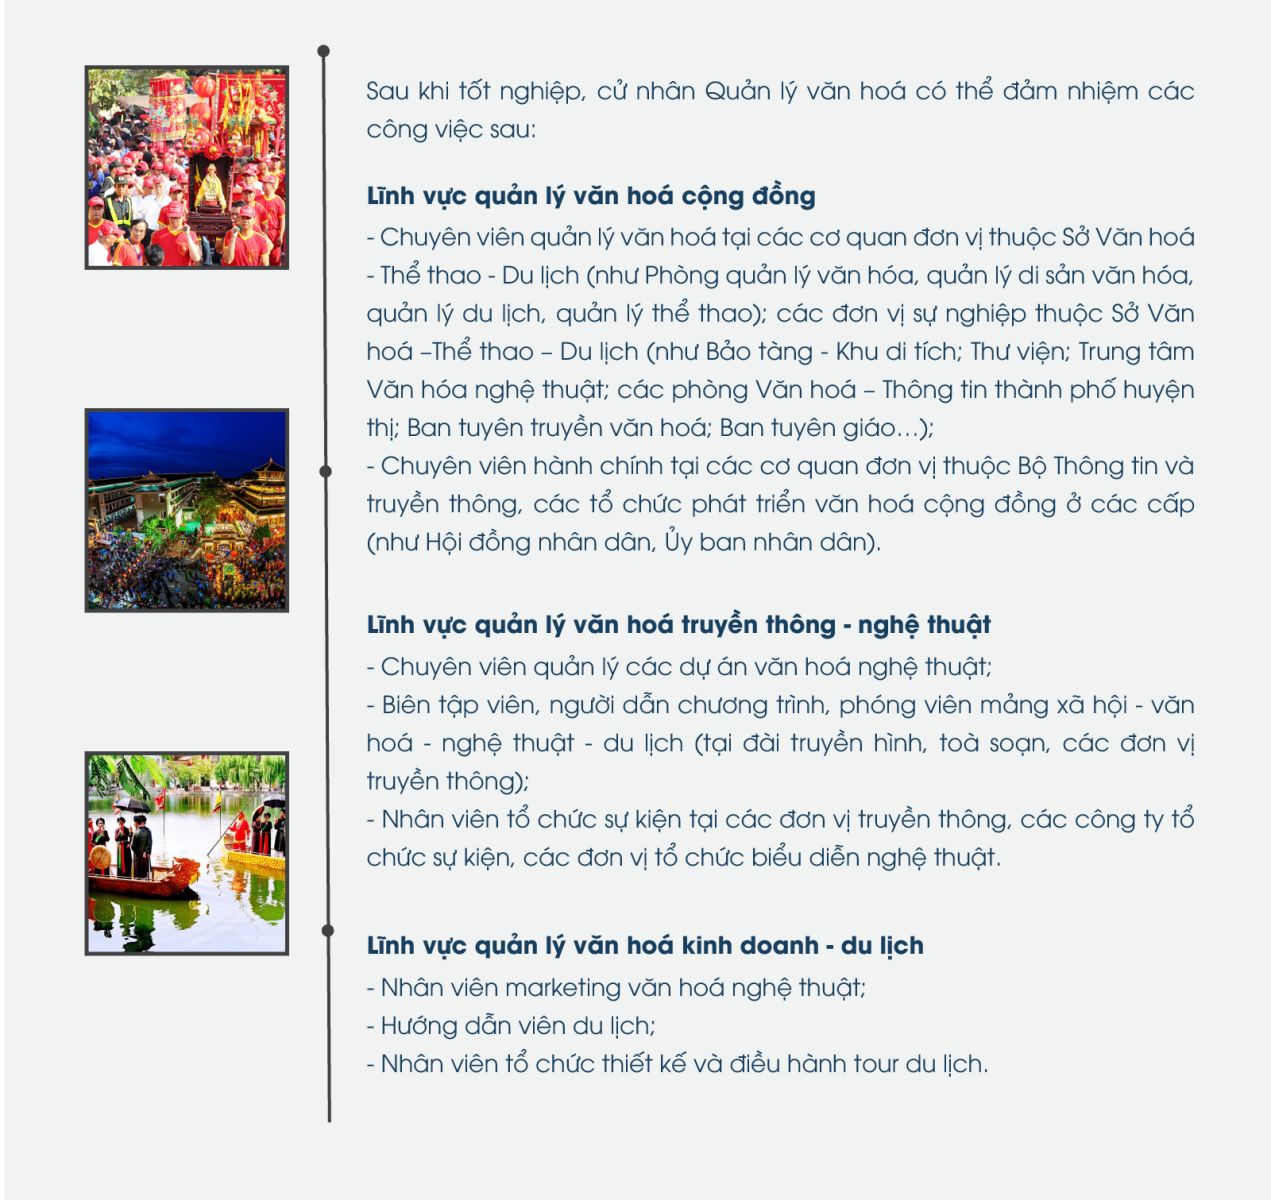 Sau khi tốt nghiệp, cử nhân Quản lý văn hoá có thể đảm nhiệm các
công việc sau:
Lĩnh vực quản lý văn hoá cộng đồng
- Chuyên viên quản lý văn hoá tại các cơ quan đơn vị thuộc Sở Văn hoá
- Thể thao - Du lịch (như Phòng quản lý văn hóa, quản lý di sản văn hóa,
quản lý du lịch, quản lý thể thao); các đơn vị sự nghiệp thuộc Sở Văn
hoá –Thể thao – Du lịch (như Bảo tàng - Khu di tích; Thư viện; Trung tâm
Văn hóa nghệ thuật; các phòng Văn hoá – Thông tin thành phố huyện
thị; Ban tuyên truyền văn hoá; Ban tuyên giáo...);
- Chuyên viên hành chính tại các cơ quan đơn vị thuộc Bộ Thông tin và
truyền thông, các tổ chức phát triển văn hoá cộng đồng ở các cấp
(như Hội đồng nhân dân, Ủy ban nhân dân).
Lĩnh vực quản lý văn hoá truyền thông - nghệ thuật
- Chuyên viên quản lý các dự án văn hoá nghệ thuật;
- Biên tập viên, người dẫn chương trình, phóng viên mảng xã hội - văn
hoá - nghệ thuật - du lịch (tại đài truyền hình, toà soạn, các đơn vị
truyền thông);
- Nhân viên tổ chức sự kiện tại các đơn vị truyền thông, các công ty tổ
chức sự kiện, các đơn vị tổ chức biểu diễn nghệ thuật.
Lĩnh vực quản lý văn hoá kinh doanh - du lịch
- Nhân viên marketing văn hoá nghệ thuật;
- Hướng dẫn viên du lịch;
- Nhân viên tổ chức thiết kế và điều hành tour du lịch.